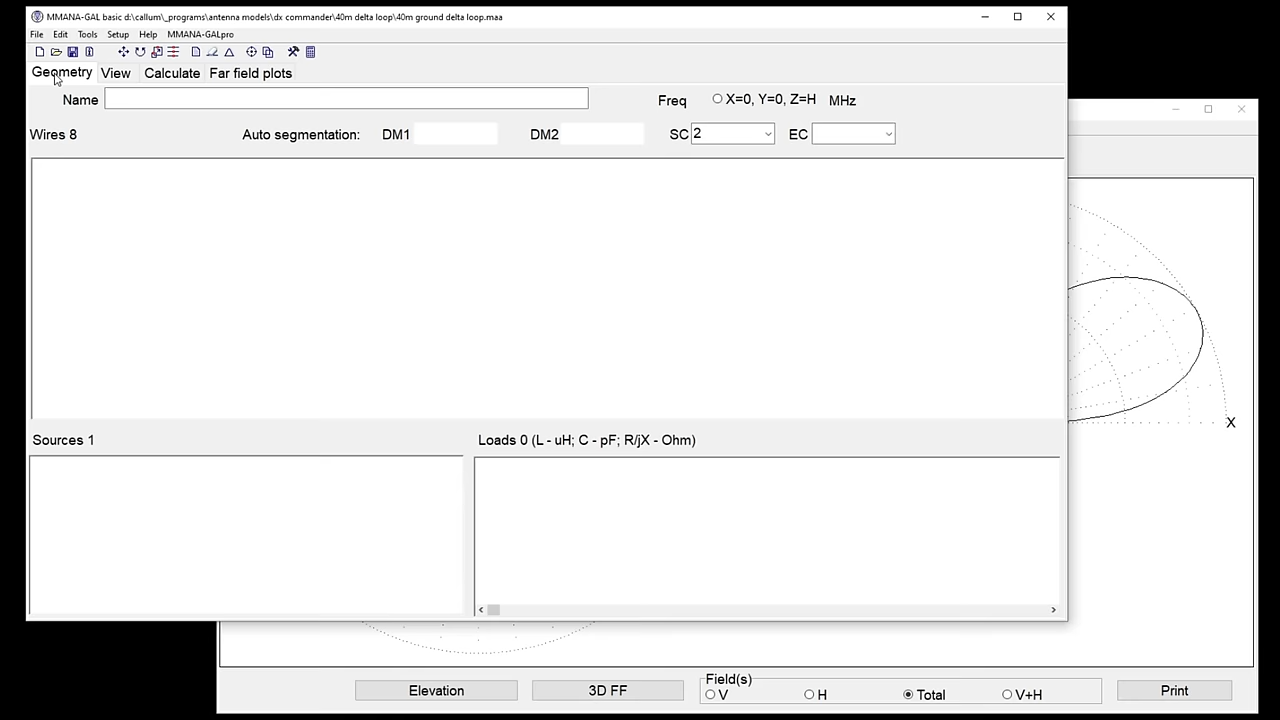 MMANA-GAL basic d:\callum\_programs\antenna models\dx commander\40m delta loop\40m ground delta loop.maa
File Edit Tools Setup Help MMANA-GALpro
Geometry View Calculate Far field plots
Name Freq X=0, Y=0, Z=H MHz
Wires 8 Auto segmentation: DM1 DM2 SC 2 EC
Sources 1 Loads 0 (L - uH; C - pF; R/jX - Ohm)
X
Elevation 3D FF Field(s) V H Total V+H Print